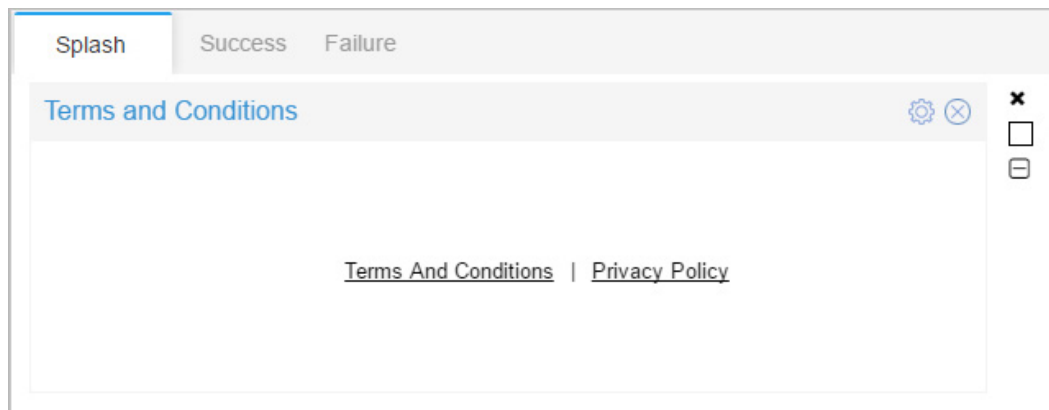 Splash Success Failure
Terms and Conditions
Terms And Conditions | Privacy Policy